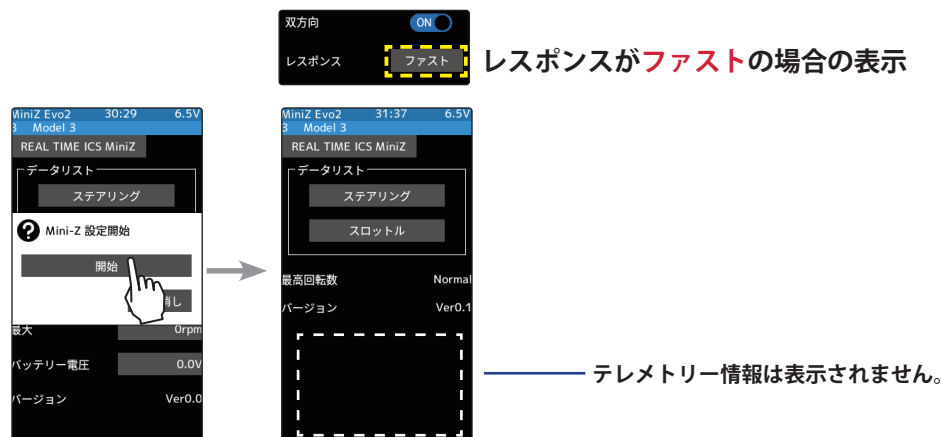 双方向 ON
レスポンス ファスト
レスポンスがファストの場合の表示
MiniZ Evo2 30:29 6.5V
3 Model 3
REAL TIME ICS MiniZ
データリスト
ステアリング
Mini-Z 設定開始
開始
消し
最大 0rpm
バッテリー電圧 0.0V
バージョン Ver0.0
MiniZ Evo2 31:37 6.5V
3 Model 3
REAL TIME ICS MiniZ
データリスト
ステアリング
スロットル
最高回転数 Normal
バージョン Ver0.1
テレメトリー情報は表示されません。